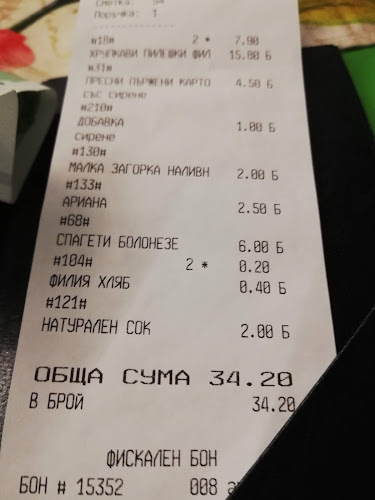 Сметка: 54
Поръчка: 1
#18# 2 * 7.90
ХРУПКАВИ ПИЛЕШКИ ФИЛ 15.80 Б
#31#
ПРЕСНИ ПЪРЖЕНИ КАРТО 4.50 Б
със сирене
#210#
ДОБАВКА 1.00 Б
сирене
#130#
МАЛКА ЗАГОРКА НАЛИВН 2.00 Б
#133#
АРИАНА 2.50 Б
#68#
СПАГЕТИ БОЛОНЕЗЕ 6.00 Б
#104# 2 * 0.20
ФИЛИЯ ХЛЯБ 0.40 Б
#121#
НАТУРАЛЕН СОК 2.00 Б
ОБЩА СУМА 34.20
В БРОЙ 34.20
ФИСКАЛЕН БОН
БОН # 15352 008